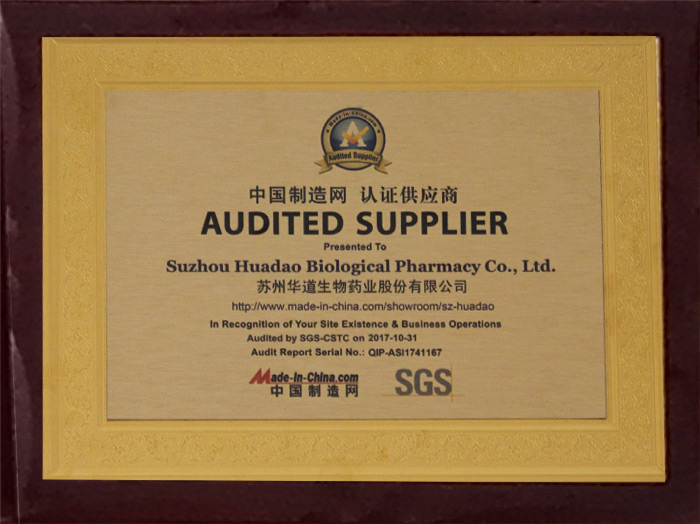 Made-in-China.com
Audited Supplier
中国制造网 认证供应商
AUDITED SUPPLIER
Presented To
Suzhou Huadao Biological Pharmacy Co., Ltd.
苏州华道生物药业股份有限公司
http://www.made-in-china.com/showroom/sz-huadao
In Recognition of Your Site Existence & Business Operations
Audited by SGS-CSTC on 2017-10-31
Audit Report Serial No.: QIP-ASI1741167
Made-in-China.com
中国制造网
SGS